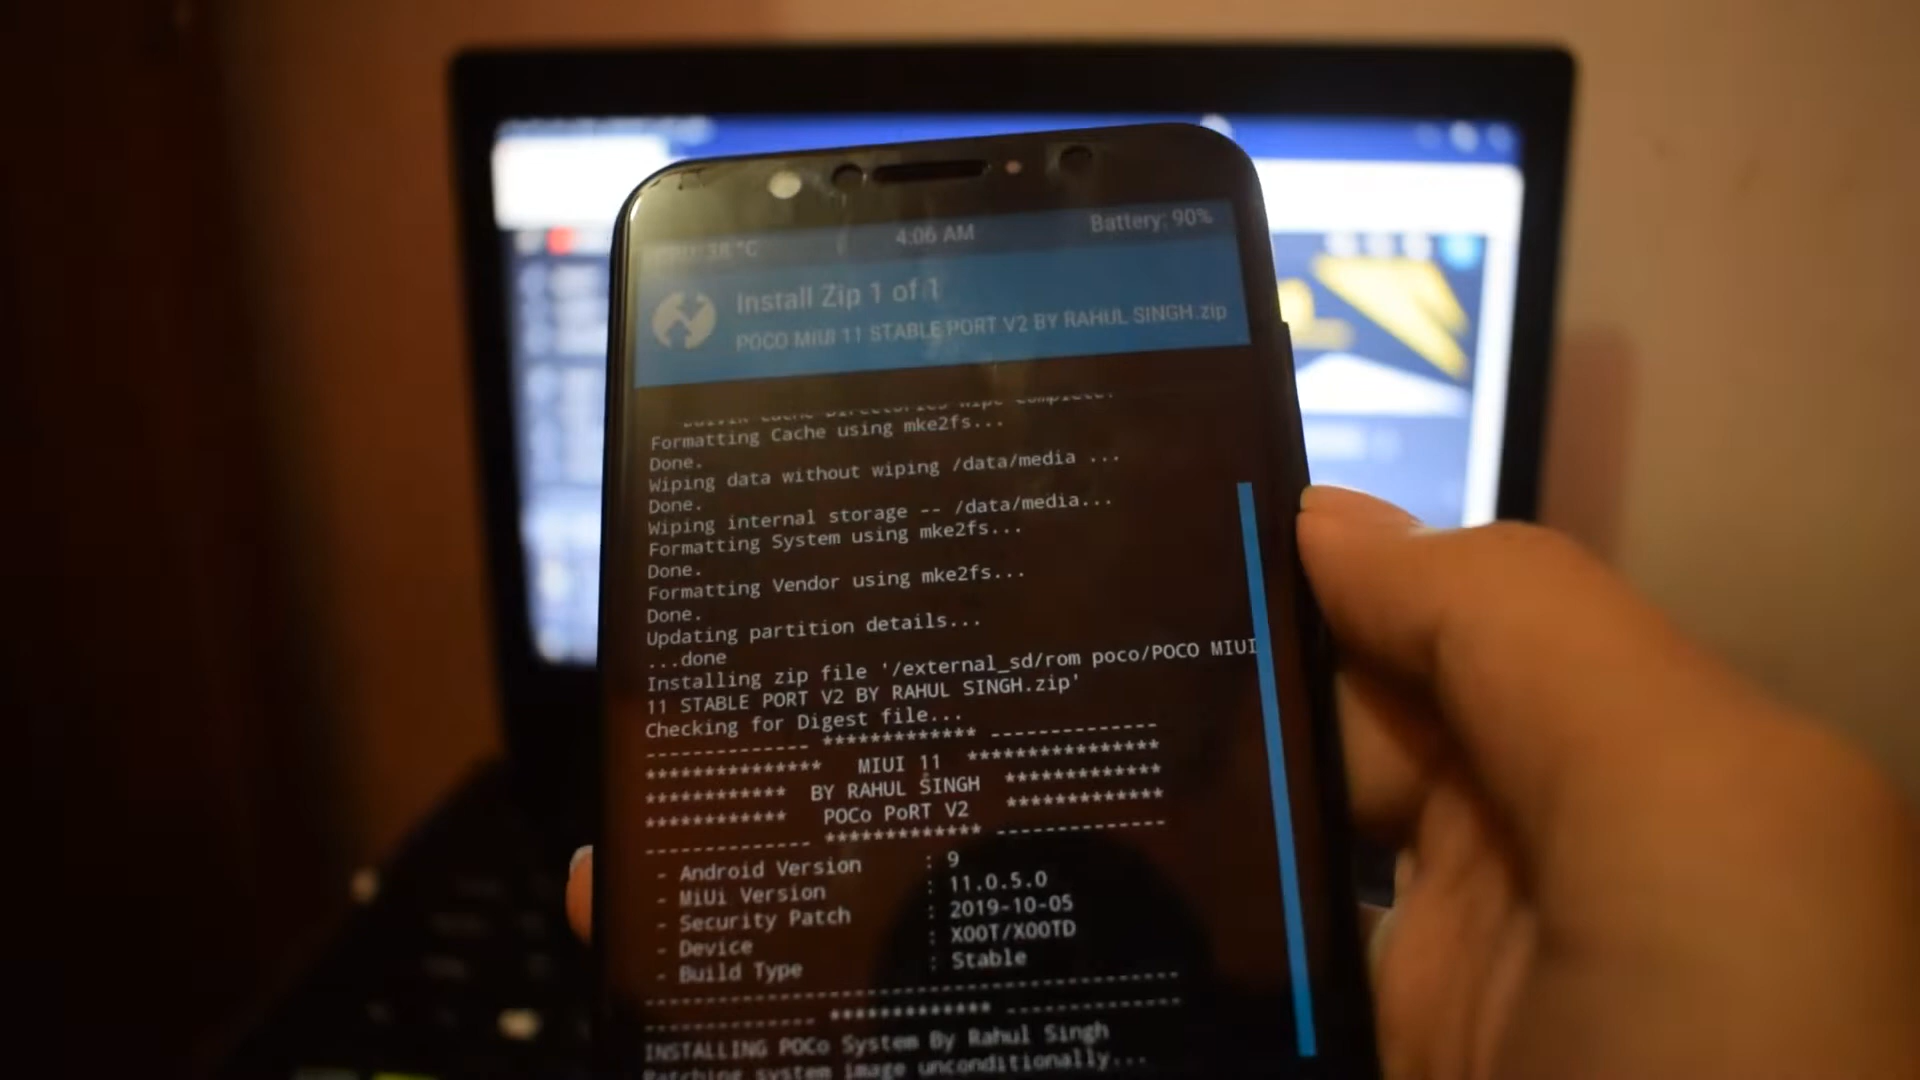 4:06 AM
Battery: 90%
Install Zip 1 of 1
POCO MIUI 11 STABLE PORT V2 BY RAHUL SINGH.zip
Formatting Cache using mke2fs...
Done.
Wiping data without wiping /data/media ...
Done.
Wiping internal storage -- /data/media...
Formatting System using mke2fs...
Done.
Formatting Vendor using mke2fs...
Done.
Updating partition details...
...done
Installing zip file '/external_sd/rom poco/POCO MIUI
11 STABLE PORT V2 BY RAHUL SINGH.zip'
Checking for Digest file...
-------------- ************* --------------
*************** MIUI 11 ****************
************ BY RAHUL SINGH *************
************ POCo PoRT V2 *************
-------------- ************* --------------
- Android Version : 9
- MiUi Version : 11.0.5.0
- Security Patch : 2019-10-05
- Device : X00T/X00TD
- Build Type : Stable
-------------- ************* --------------
INSTALLING POCo System By Rahul Singh
Patching system image unconditionally...